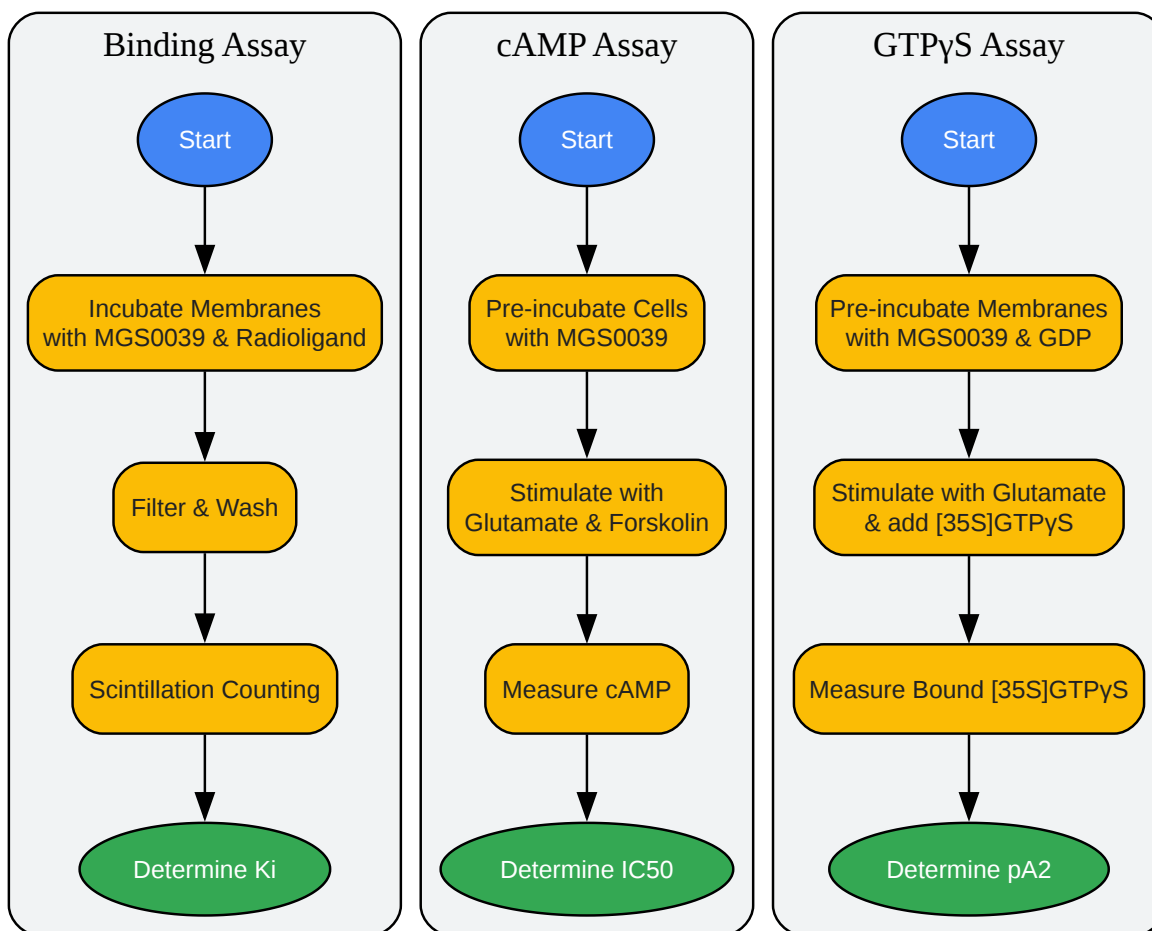 Binding Assay
Start
Incubate Membranes
with MGS0039 & Radioligand
Filter & Wash
Scintillation Counting
Determine Ki
cAMP Assay
Start
Pre-incubate Cells
with MGS0039
Stimulate with
Glutamate & Forskolin
Measure cAMP
Determine IC50
GTPγS Assay
Start
Pre-incubate Membranes
with MGS0039 & GDP
Stimulate with Glutamate
& add [35S]GTPγS
Measure Bound [35S]GTPγS
Determine pA2